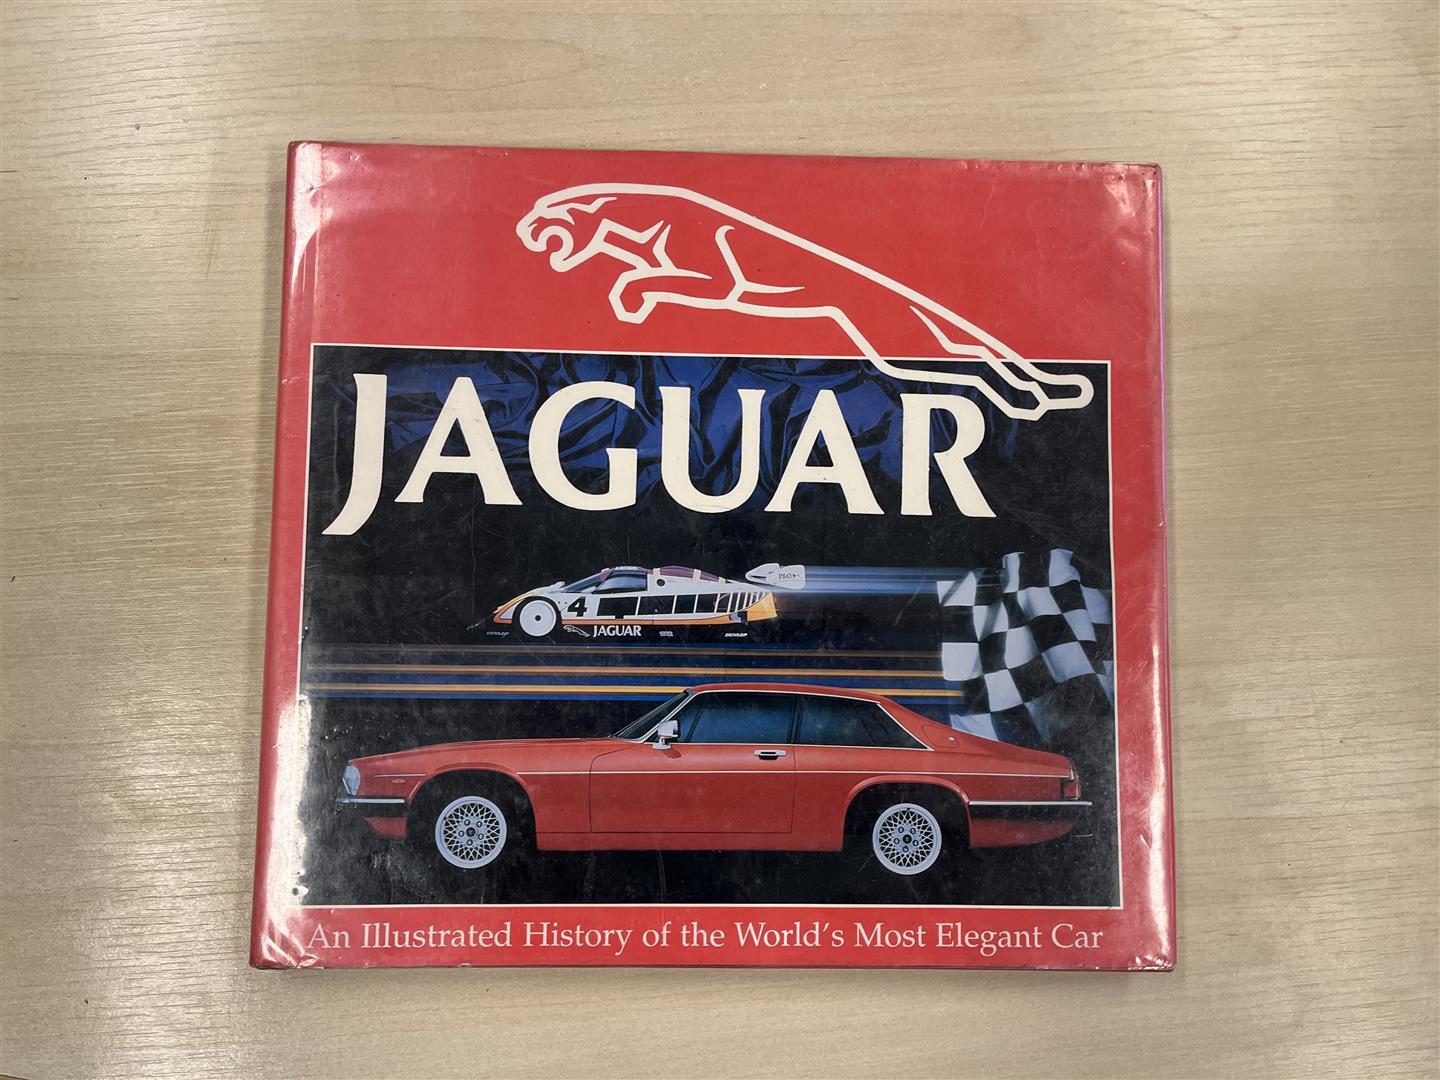 JAGUAR
4
JAGUAR
DUNLOP
DUNLOP
An Illustrated History of the World's Most Elegant Car